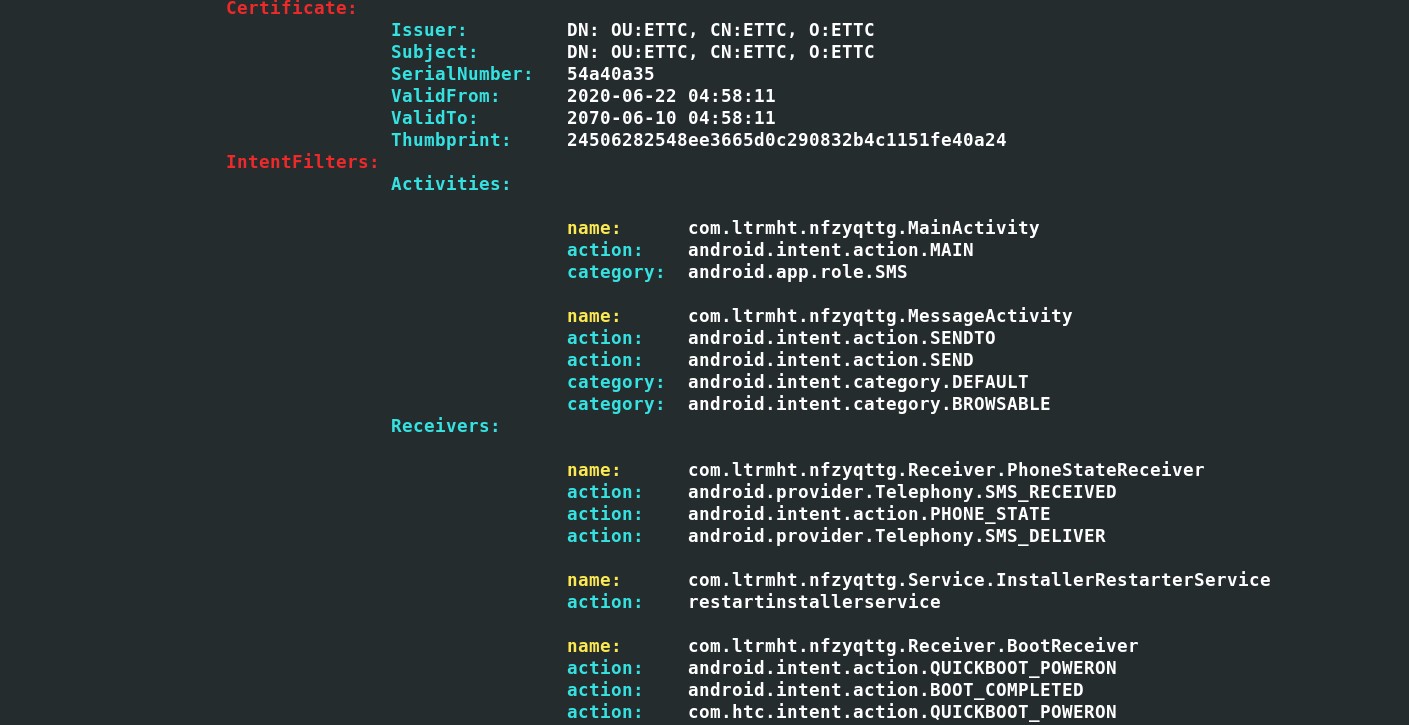 Certificate:
Issuer: DN: OU:ETTC, CN:ETTC, O:ETTC
Subject: DN: OU:ETTC, CN:ETTC, O:ETTC
SerialNumber: 54a40a35
ValidFrom: 2020-06-22 04:58:11
ValidTo: 2070-06-10 04:58:11
Thumbprint: 24506282548ee3665d0c290832b4c1151fe40a24
IntentFilters:
Activities:
name: com.ltrmht.nfzyqttg.MainActivity
action: android.intent.action.MAIN
category: android.app.role.SMS
name: com.ltrmht.nfzyqttg.MessageActivity
action: android.intent.action.SENDTO
action: android.intent.action.SEND
category: android.intent.category.DEFAULT
category: android.intent.category.BROWSABLE
Receivers:
name: com.ltrmht.nfzyqttg.Receiver.PhoneStateReceiver
action: android.provider.Telephony.SMS_RECEIVED
action: android.intent.action.PHONE_STATE
action: android.provider.Telephony.SMS_DELIVER
name: com.ltrmht.nfzyqttg.Service.InstallerRestarterService
action: restartinstallerservice
name: com.ltrmht.nfzyqttg.Receiver.BootReceiver
action: android.intent.action.QUICKBOOT_POWERON
action: android.intent.action.BOOT_COMPLETED
action: com.htc.intent.action.QUICKBOOT_POWERON